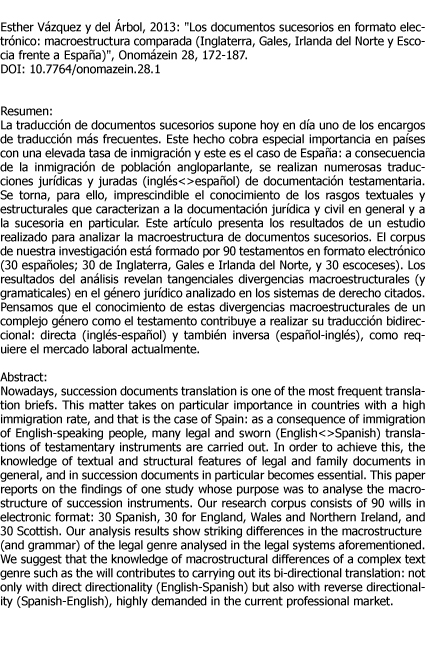 Esther Vázquez y del Árbol, 2013: "Los documentos sucesorios en formato elec-
trónico: macroestructura comparada (Inglaterra, Gales, Irlanda del Norte y Esco-
cia frente a España)", Onomázein 28, 172-187.
DOI: 10.7764/onomazein.28.1
Resumen:
La traducción de documentos sucesorios supone hoy en día uno de los encargos
de traducción más frecuentes. Este hecho cobra especial importancia en países
con una elevada tasa de inmigración y este es el caso de España: a consecuencia
de la inmigración de población angloparlante, se realizan numerosas traduc-
ciones jurídicas y juradas (inglés<>español) de documentación testamentaria.
Se torna, para ello, imprescindible el conocimiento de los rasgos textuales y
estructurales que caracterizan a la documentación jurídica y civil en general y a
la sucesoria en particular. Este artículo presenta los resultados de un estudio
realizado para analizar la macroestructura de documentos sucesorios. El corpus
de nuestra investigación está formado por 90 testamentos en formato electrónico
(30 españoles; 30 de Inglaterra, Gales e Irlanda del Norte, y 30 escoceses). Los
resultados del análisis revelan tangenciales divergencias macroestructurales (y
gramaticales) en el género jurídico analizado en los sistemas de derecho citados.
Pensamos que el conocimiento de estas divergencias macroestructurales de un
complejo género como el testamento contribuye a realizar su traducción bidirec-
cional: directa (inglés-español) y también inversa (español-inglés), como req-
uiere el mercado laboral actualmente.
Abstract:
Nowadays, succession documents translation is one of the most frequent transla-
tion briefs. This matter takes on particular importance in countries with a high
immigration rate, and that is the case of Spain: as a consequence of immigration
of English-speaking people, many legal and sworn (English<>Spanish) transla-
tions of testamentary instruments are carried out. In order to achieve this, the
knowledge of textual and structural features of legal and family documents in
general, and in succession documents in particular becomes essential. This paper
reports on the findings of one study whose purpose was to analyse the macro-
structure of succession instruments. Our research corpus consists of 90 wills in
electronic format: 30 Spanish, 30 for England, Wales and Northern Ireland, and
30 Scottish. Our analysis results show striking differences in the macrostructure
(and grammar) of the legal genre analysed in the legal systems aforementioned.
We suggest that the knowledge of macrostructural differences of a complex text
genre such as the will contributes to carrying out its bi-directional translation: not
only with direct directionality (English-Spanish) but also with reverse directional-
ity (Spanish-English), highly demanded in the current professional market.